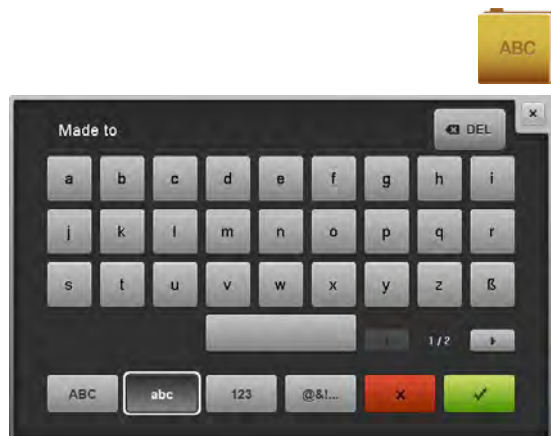 ABC
Made to
DEL
a b c d e f g h i
j k l m n o p q r
s t u v w x y z ß
1/2
ABC abc 123 @&!...